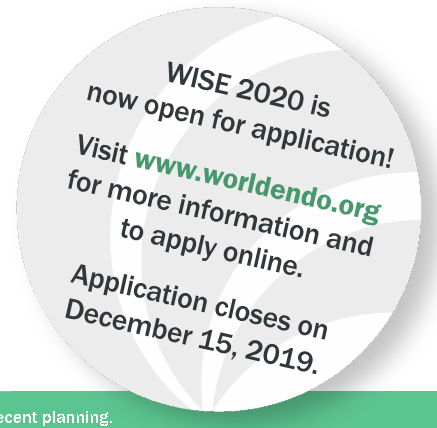 WISE 2020 is
now open for application!
Visit www.worldendo.org
for more information and
to apply online.
Application closes on
December 15, 2019.
ecent planning.